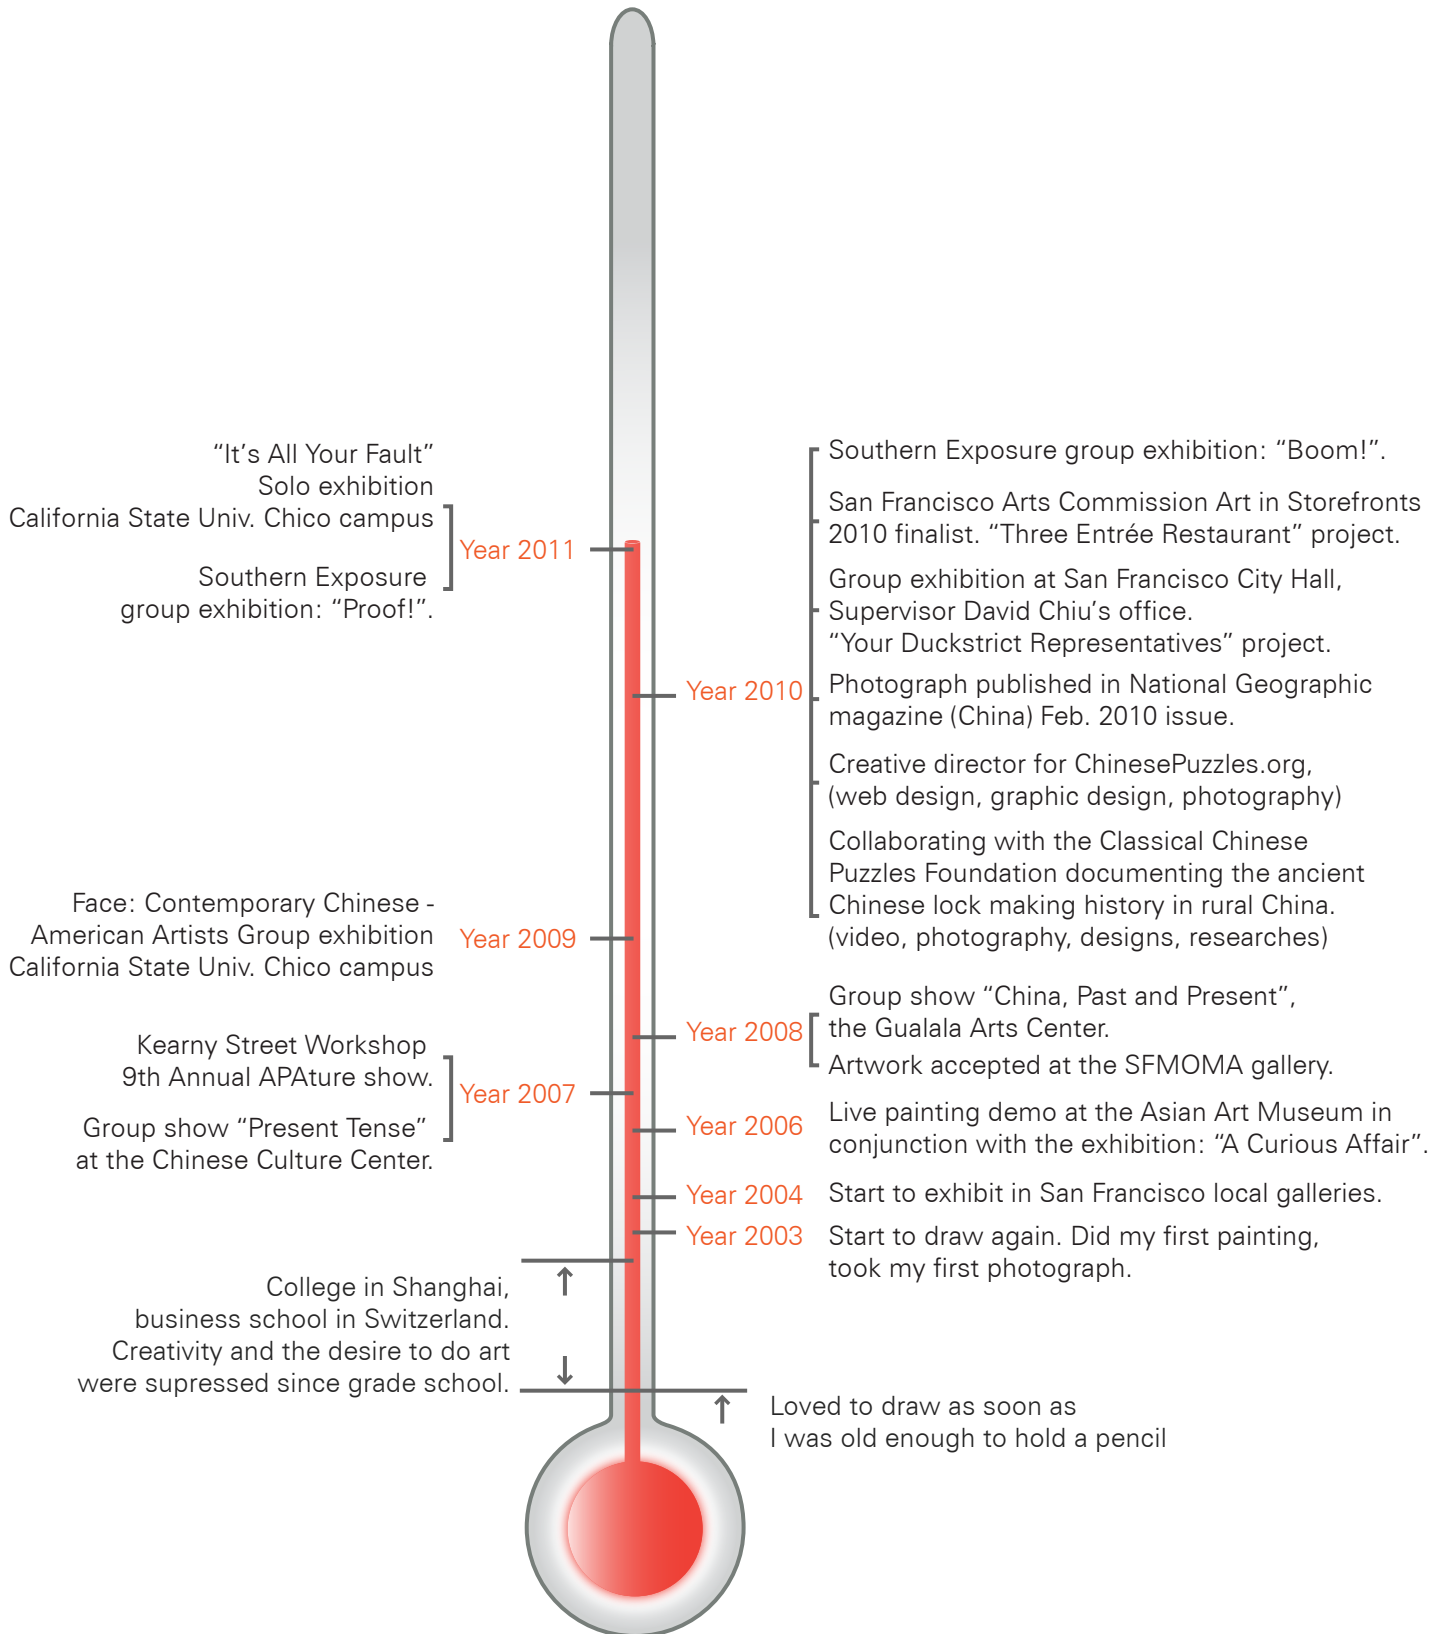 “It’s All Your Fault”
Solo exhibition
California State Univ. Chico campus
Southern Exposure
group exhibition: “Proof!”.
Year 2011
Southern Exposure group exhibition: “Boom!”.
San Francisco Arts Commission Art in Storefronts
2010 finalist. “Three Entrée Restaurant” project.
Group exhibition at San Francisco City Hall,
Supervisor David Chiu’s office.
“Your Duckstrict Representatives” project.
Year 2010
Photograph published in National Geographic
magazine (China) Feb. 2010 issue.
Creative director for ChinesePuzzles.org,
(web design, graphic design, photography)
Collaborating with the Classical Chinese
Puzzles Foundation documenting the ancient
Chinese lock making history in rural China.
(video, photography, designs, researches)
Face: Contemporary Chinese -
American Artists Group exhibition
California State Univ. Chico campus
Year 2009
Year 2008
Group show “China, Past and Present”,
the Gualala Arts Center.
Artwork accepted at the SFMOMA gallery.
Kearny Street Workshop
9th Annual APAture show.
Group show “Present Tense”
at the Chinese Culture Center.
Year 2007
Year 2006
Live painting demo at the Asian Art Museum in
conjunction with the exhibition: “A Curious Affair”.
Year 2004
Start to exhibit in San Francisco local galleries.
Year 2003
Start to draw again. Did my first painting,
took my first photograph.
College in Shanghai,
business school in Switzerland.
Creativity and the desire to do art
were supressed since grade school.
Loved to draw as soon as
I was old enough to hold a pencil